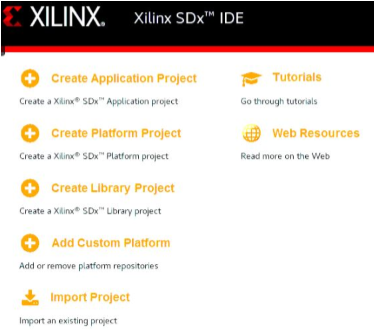 XILINX® Xilinx SDx™ IDE
Create Application Project
Create a Xilinx® SDx™ Application project
Create Platform Project
Create a Xilinx® SDx™ Platform project
Create Library Project
Create a Xilinx® SDx™ Library project
Add Custom Platform
Add or remove platform repositories
Import Project
Import an existing project
Tutorials
Go through tutorials
Web Resources
Read more on the Web